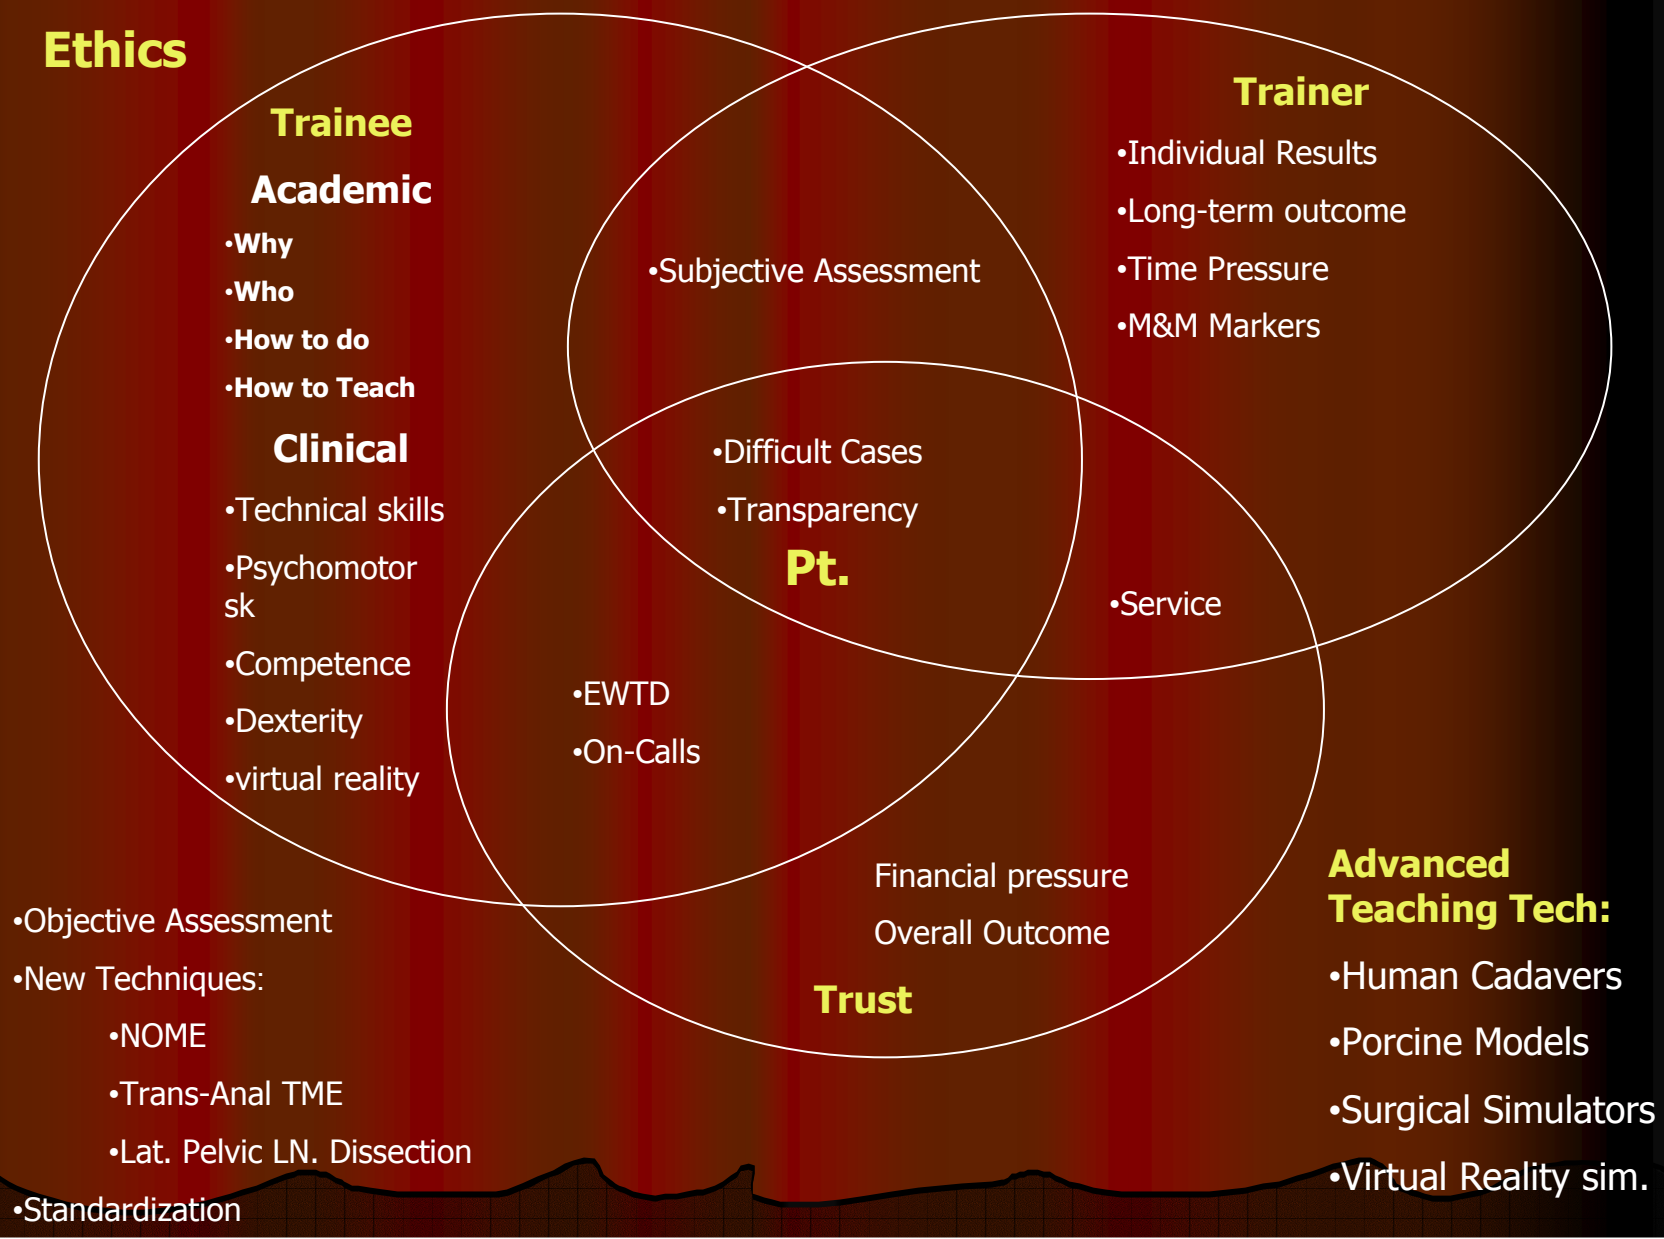 Ethics
Trainee
Academic
•Why
•Who
•How to do
•How to Teach
Clinical
•Technical skills
•Psychomotor
sk
•Competence
•Dexterity
•virtual reality
•Subjective Assessment
Trainer
•Individual Results
•Long-term outcome
•Time Pressure
•M&M Markers
•Difficult Cases
•Transparency
Pt.
•Service
•EWTD
•On-Calls
Financial pressure
Overall Outcome
Trust
•Objective Assessment
•New Techniques:
•NOME
•Trans-Anal TME
•Lat. Pelvic LN. Dissection
•Standardization
Advanced
Teaching Tech:
•Human Cadavers
•Porcine Models
•Surgical Simulators
•Virtual Reality sim.